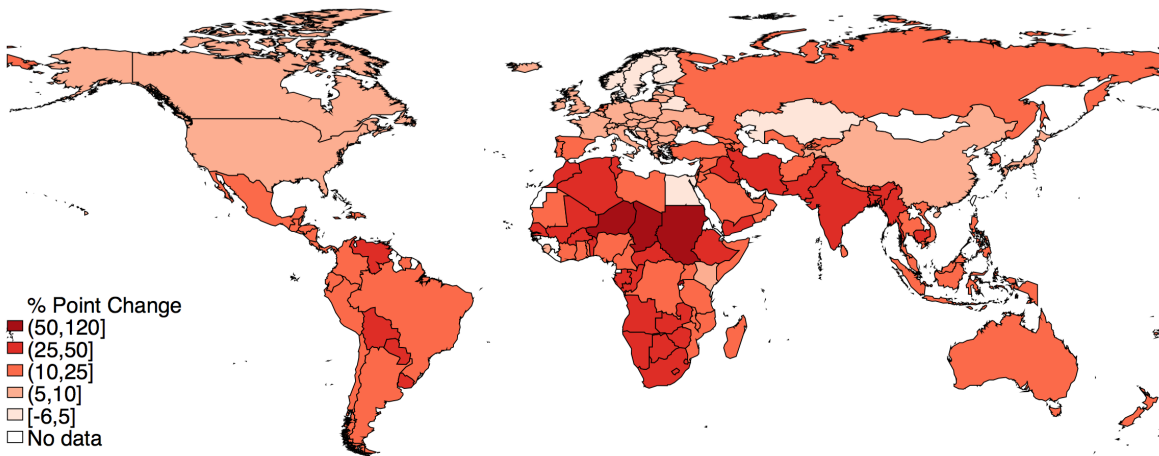 % Point Change
(50,120]
(25,50]
(10,25]
(5,10]
[-6,5]
No data